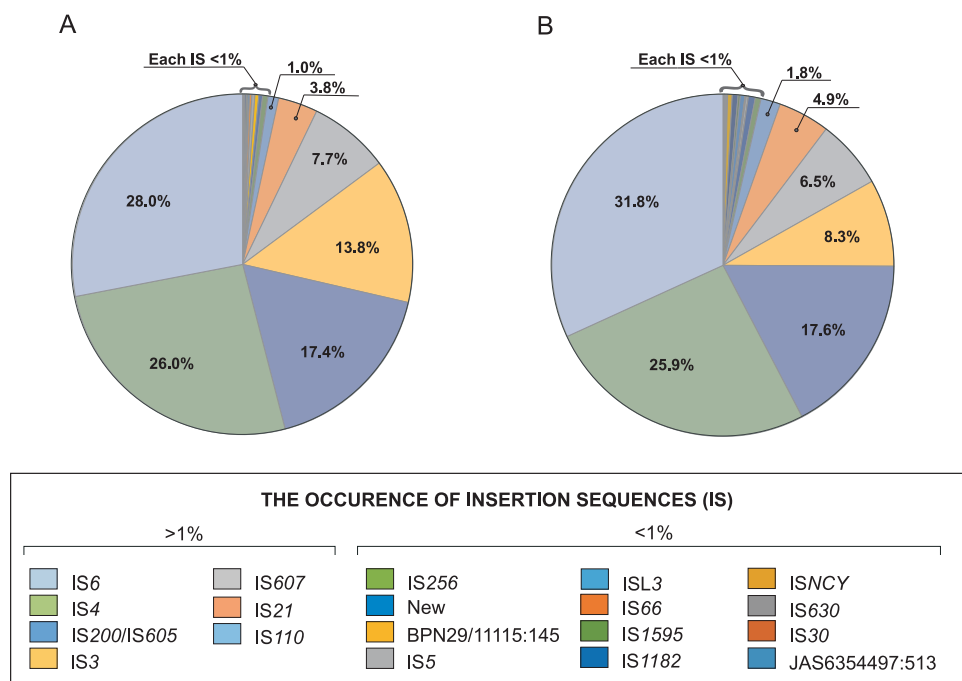 A
B
Each IS <1%
1.0%
3.8%
7.7%
28.0%
13.8%
17.4%
26.0%
Each IS <1%
1.8%
4.9%
6.5%
31.8%
8.3%
17.6%
25.9%
THE OCCURENCE OF INSERTION SEQUENCES (IS)
>1%
<1%
IS6
IS4
IS200/IS605
IS3
IS607
IS21
IS110
IS256
New
BPN29/11115:145
IS5
ISL3
IS66
IS1595
IS1182
ISNCY
IS630
IS30
JAS6354497:513